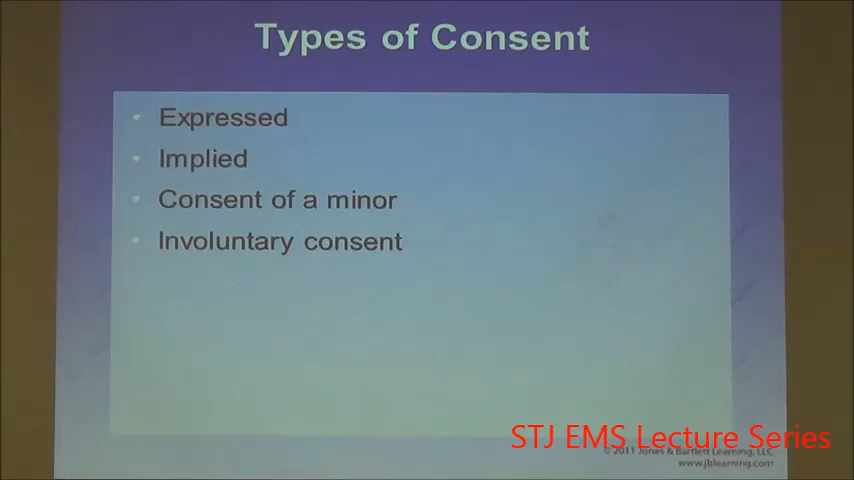 Types of Consent
• Expressed
• Implied
• Consent of a minor
• Involuntary consent
STJ EMS Lecture Series
© 2011 Jones & Bartlett Learning, LLC
www.jblearning.com